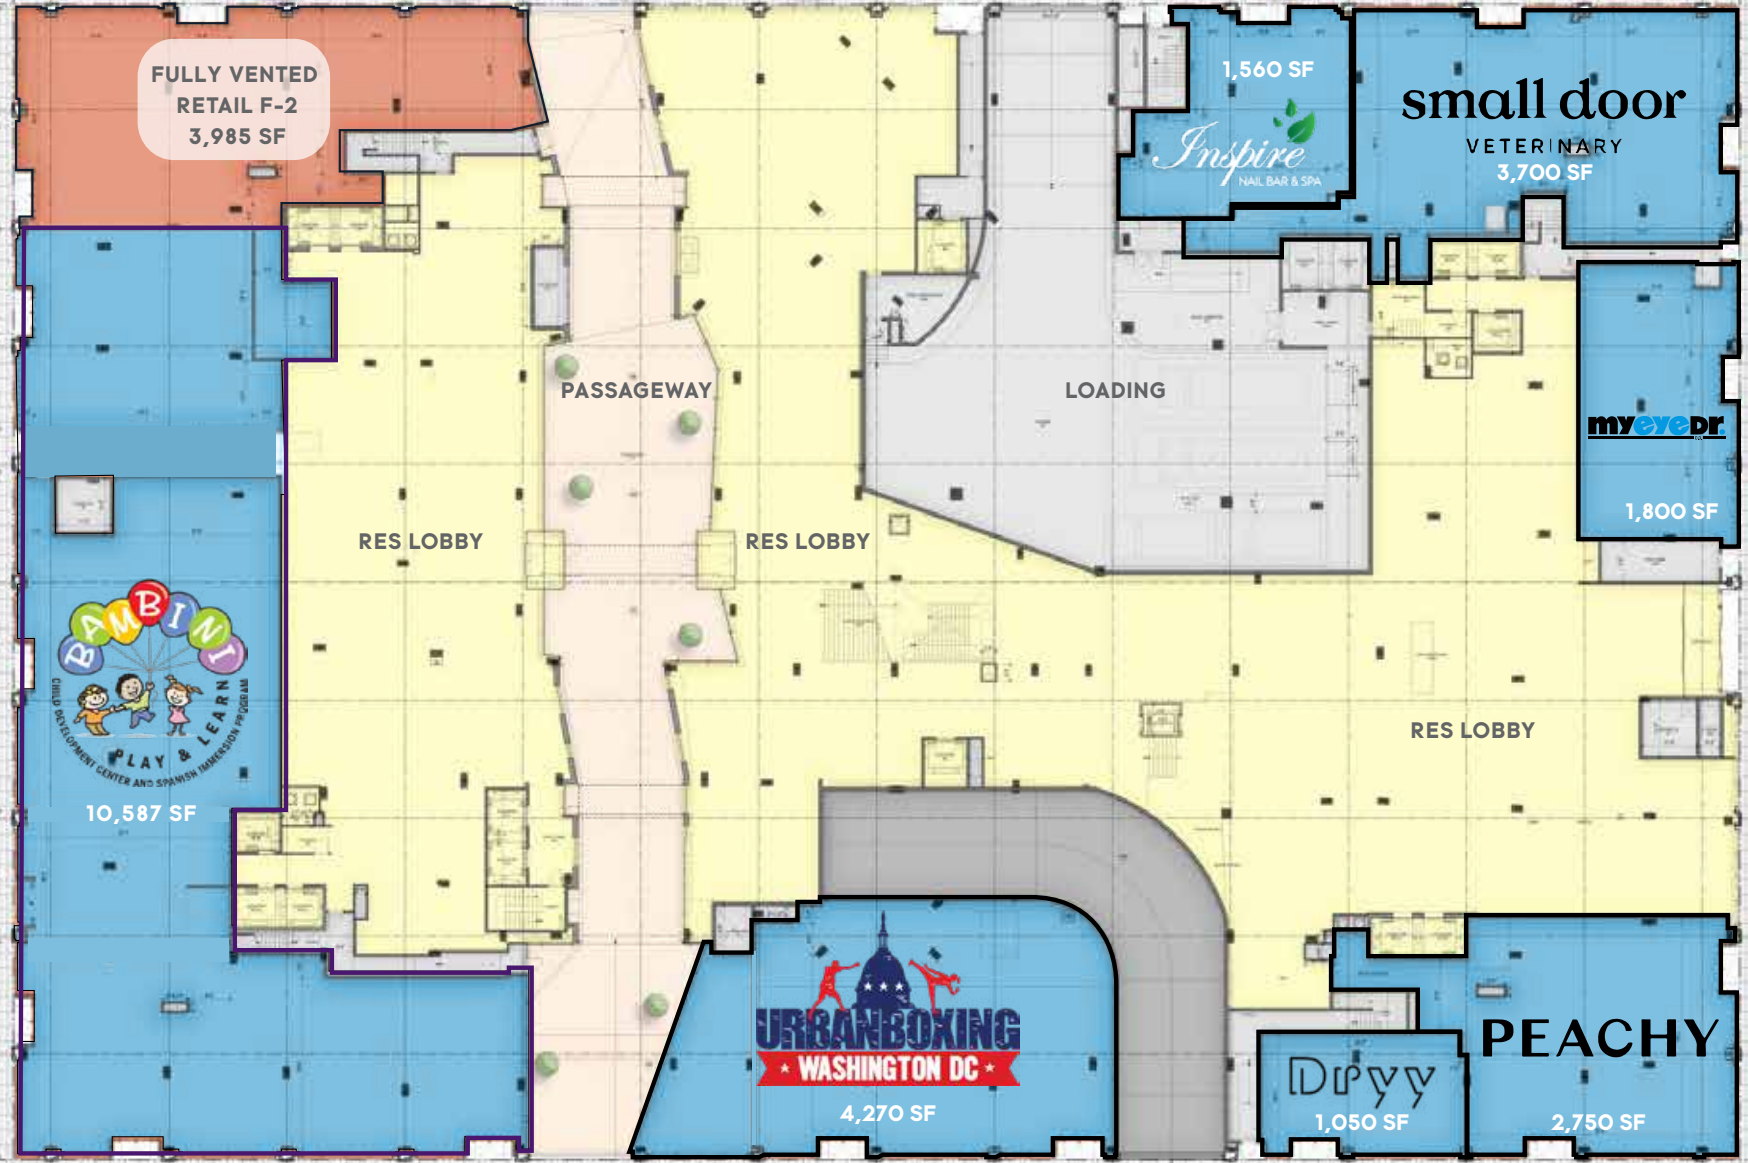 FULLY VENTED
RETAIL F-2
3,985 SF
1,560 SF
Inspire
NAIL BAR & SPA
small door
VETERINARY
3,700 SF
PASSAGEWAY
LOADING
myeyeDr.
1,800 SF
RES LOBBY
RES LOBBY
BAMBINI
PLAY & LEARN
CHILD DEVELOPMENT CENTER AND SPANISH IMMERSION PROGRAM
10,587 SF
RES LOBBY
URBANBOXING
WASHINGTON DC
4,270 SF
PEACHY
2,750 SF
Dryy
1,050 SF